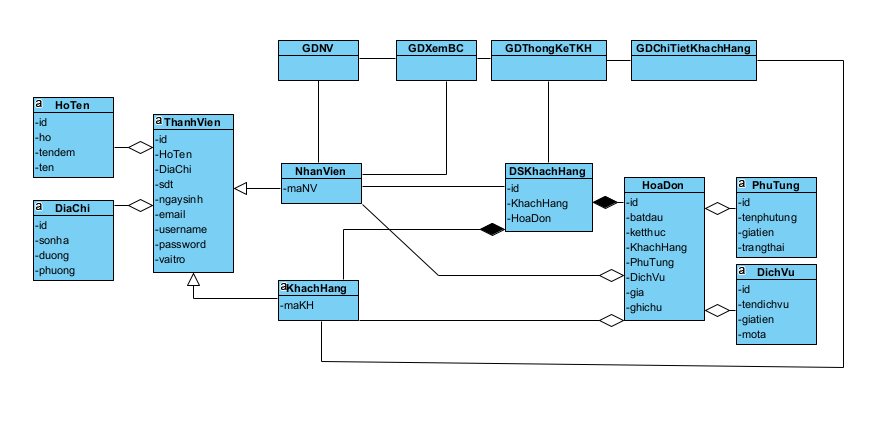 GDNV
GDXemBC
GDThongKeTKH
GDChiTietKhachHang
a HoTen
-id
-ho
-tendem
-ten
a DiaChi
-id
-sonha
-duong
-phuong
a ThanhVien
-id
-HoTen
-DiaChi
-sdt
-ngaysinh
-email
-username
-password
-vaitro
NhanVien
-maNV
a KhachHang
-maKH
DSKhachHang
-id
-KhachHang
-HoaDon
HoaDon
-id
-batdau
-ketthuc
-KhachHang
-PhuTung
-DichVu
-gia
-ghichu
a PhuTung
-id
-tenphutung
-giatien
-trangthai
a DichVu
-id
-tendichvu
-giatien
-mota